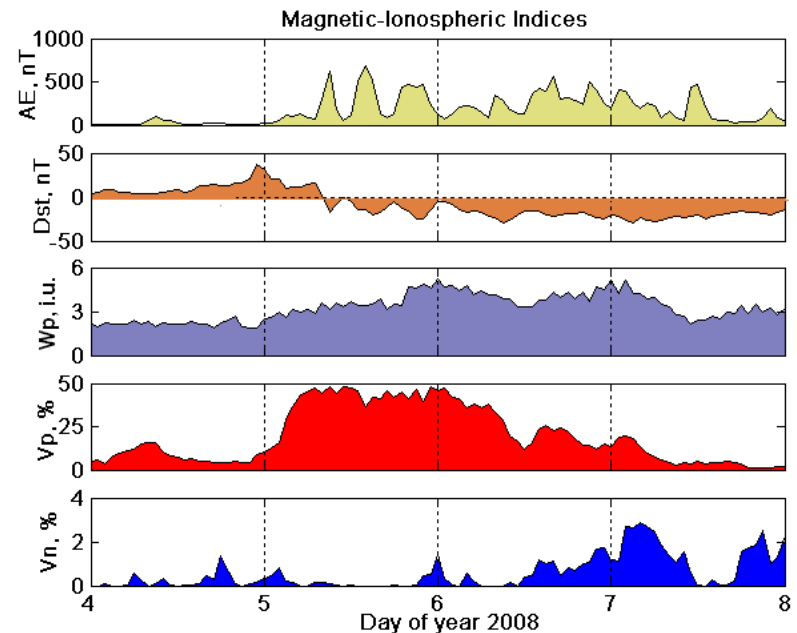 Magnetic-Ionospheric Indices
AE, nT
1000
500
0
Dst, nT
50
0
-50
Wp, i.u.
6
3
0
Vp, %
50
25
0
Vn, %
4
2
0
4 5 6 7 8
Day of year 2008